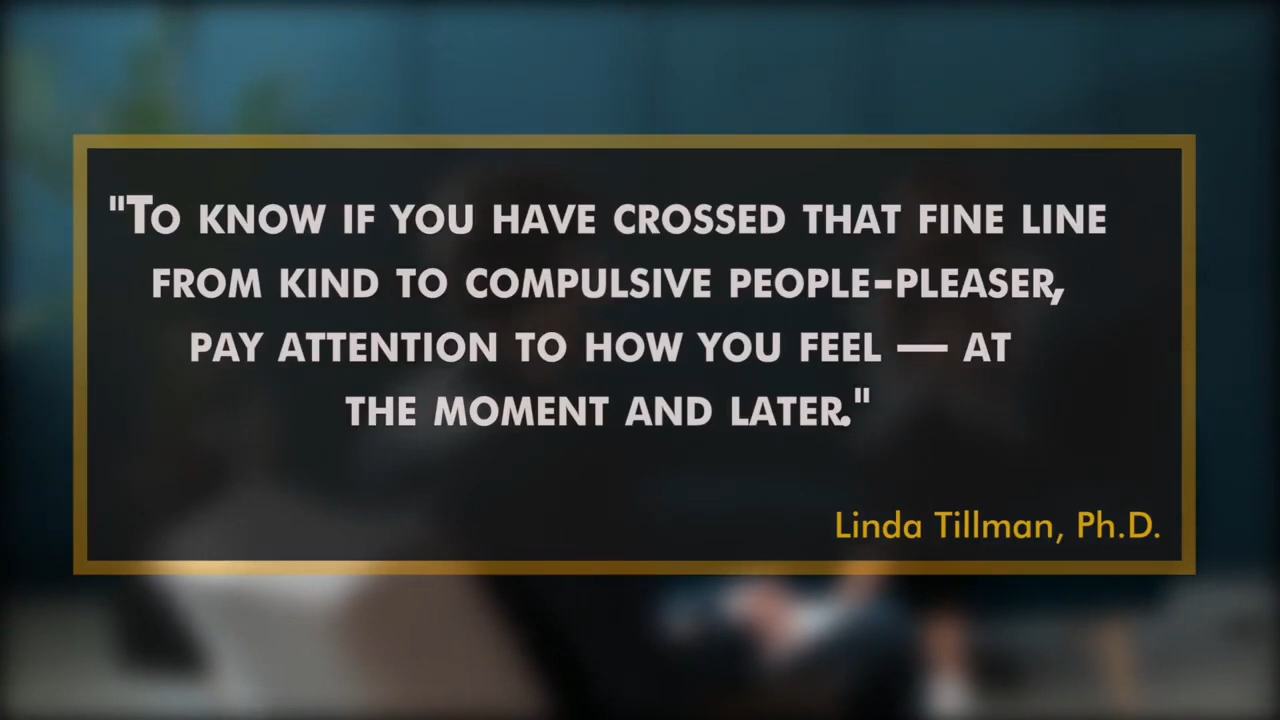 "To KNOW IF YOU HAVE CROSSED THAT FINE LINE
FROM KIND TO COMPULSIVE PEOPLE-PLEASER,
PAY ATTENTION TO HOW YOU FEEL — AT
THE MOMENT AND LATER."
Linda Tillman, Ph.D.